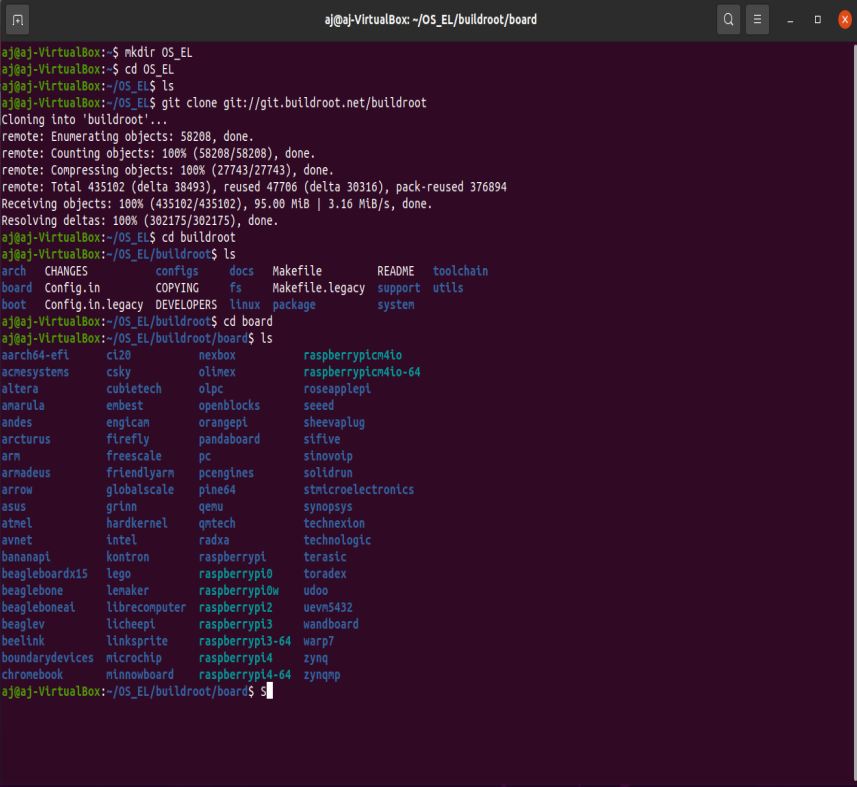 aj@aj-VirtualBox: ~/OS_EL/buildroot/board
aj@aj-VirtualBox:~$ mkdir OS_EL
aj@aj-VirtualBox:~$ cd OS_EL
aj@aj-VirtualBox:~/OS_EL$ ls
aj@aj-VirtualBox:~/OS_EL$ git clone git://git.buildroot.net/buildroot
Cloning into 'buildroot'...
remote: Enumerating objects: 58208, done.
remote: Counting objects: 100% (58208/58208), done.
remote: Compressing objects: 100% (27743/27743), done.
remote: Total 435102 (delta 38493), reused 47706 (delta 30316), pack-reused 376894
Receiving objects: 100% (435102/435102), 95.00 MiB | 3.16 MiB/s, done.
Resolving deltas: 100% (302175/302175), done.
aj@aj-VirtualBox:~/OS_EL$ cd buildroot
aj@aj-VirtualBox:~/OS_EL/buildroot$ ls
arch CHANGES configs docs Makefile README toolchain
board Config.in COPYING fs Makefile.legacy support utils
boot Config.in.legacy DEVELOPERS linux package system
aj@aj-VirtualBox:~/OS_EL/buildroot$ cd board
aj@aj-VirtualBox:~/OS_EL/buildroot/board$ ls
aarch64-efi ci20 nexbox raspberrypicm4io
acmesystems csky olimex raspberrypicm4io-64
altera cubietech olpc roseapplepi
amarula embest openblocks seeed
andes engicam orangepi sheevaplug
arcturus firefly pandaboard sifive
arm freescale pc sinovoip
armadeus friendlyarm pcengines solidrun
arrow globalscale pine64 stmicroelectronics
asus grinn qemu synopsys
atmel hardkernel qmtech technexion
avnet intel radxa technologic
bananapi kontron raspberrypi terasic
beagleboardx15 lego raspberrypi0 toradex
beaglebone lemaker raspberrypi0w udoo
beagleboneai librecomputer raspberrypi2 uevm5432
beaglev licheepi raspberrypi3 wandboard
beelink linksprite raspberrypi3-64 warp7
boundarydevices microchip raspberrypi4 zynq
chromebook minnowboard raspberrypi4-64 zynqmp
aj@aj-VirtualBox:~/OS_EL/buildroot/board$ S